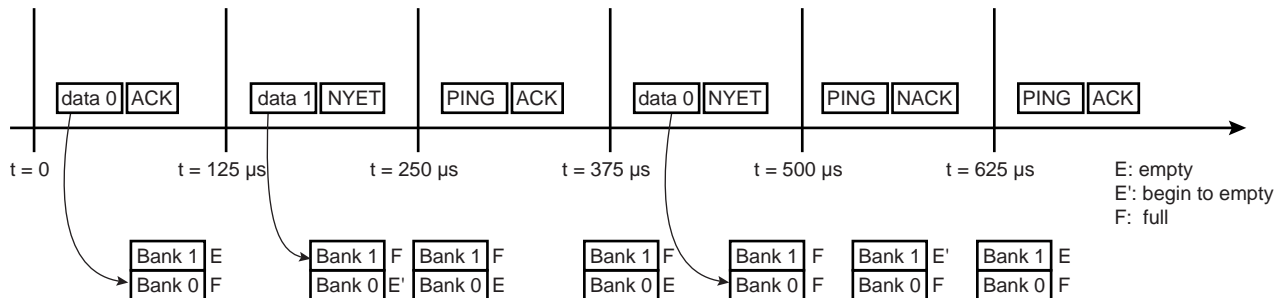 data 0 ACK data 1 NYET PING ACK data 0 NYET PING NACK PING ACK
t = 0 t = 125 μs t = 250 μs t = 375 μs t = 500 μs t = 625 μs E: empty
E': begin to empty
F: full
Bank 1 E Bank 1 F Bank 1 F Bank 1 F Bank 1 F Bank 1 E' Bank 1 E
Bank 0 F Bank 0 E' Bank 0 E Bank 0 E Bank 0 F Bank 0 F Bank 0 F